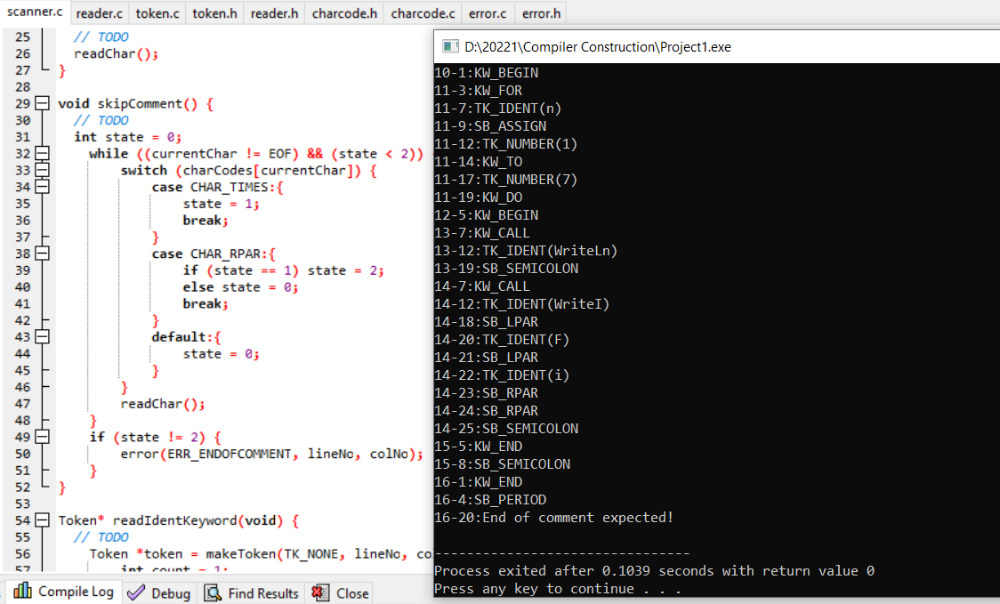 scanner.c reader.c token.c token.h reader.h charcode.h charcode.c error.c error.h
25 // TODO
26 readChar();
27 }
28
29 void skipComment() {
30 // TODO
31 int state = 0;
32 while ((currentChar != EOF) && (state < 2))
33 switch (charCodes[currentChar]) {
34 case CHAR_TIMES:{
35 state = 1;
36 break;
37 }
38 case CHAR_RPAR:{
39 if (state == 1) state = 2;
40 else state = 0;
41 break;
42 }
43 default:{
44 state = 0;
45 }
46 }
47 readChar();
48 }
49 if (state != 2) {
50 error(ERR_ENDOFCOMMENT, lineNo, colNo);
51 }
52 }
53
54 Token* readIdentKeyword(void) {
55 // TODO
56 Token *token = makeToken(TK_NONE, lineNo, co
57 int count = 1;
Compile Log Debug Find Results Close
D:\20221\Compiler Construction\Project1.exe
10-1:KW_BEGIN
11-3:KW_FOR
11-7:TK_IDENT(n)
11-9:SB_ASSIGN
11-12:TK_NUMBER(1)
11-14:KW_TO
11-17:TK_NUMBER(7)
11-19:KW_DO
12-5:KW_BEGIN
13-7:KW_CALL
13-12:TK_IDENT(WriteLn)
13-19:SB_SEMICOLON
14-7:KW_CALL
14-12:TK_IDENT(WriteI)
14-18:SB_LPAR
14-20:TK_IDENT(F)
14-21:SB_LPAR
14-22:TK_IDENT(i)
14-23:SB_RPAR
14-24:SB_RPAR
14-25:SB_SEMICOLON
15-5:KW_END
15-8:SB_SEMICOLON
16-1:KW_END
16-4:SB_PERIOD
16-20:End of comment expected!
--------------------------------
Process exited after 0.1039 seconds with return value 0
Press any key to continue . . .